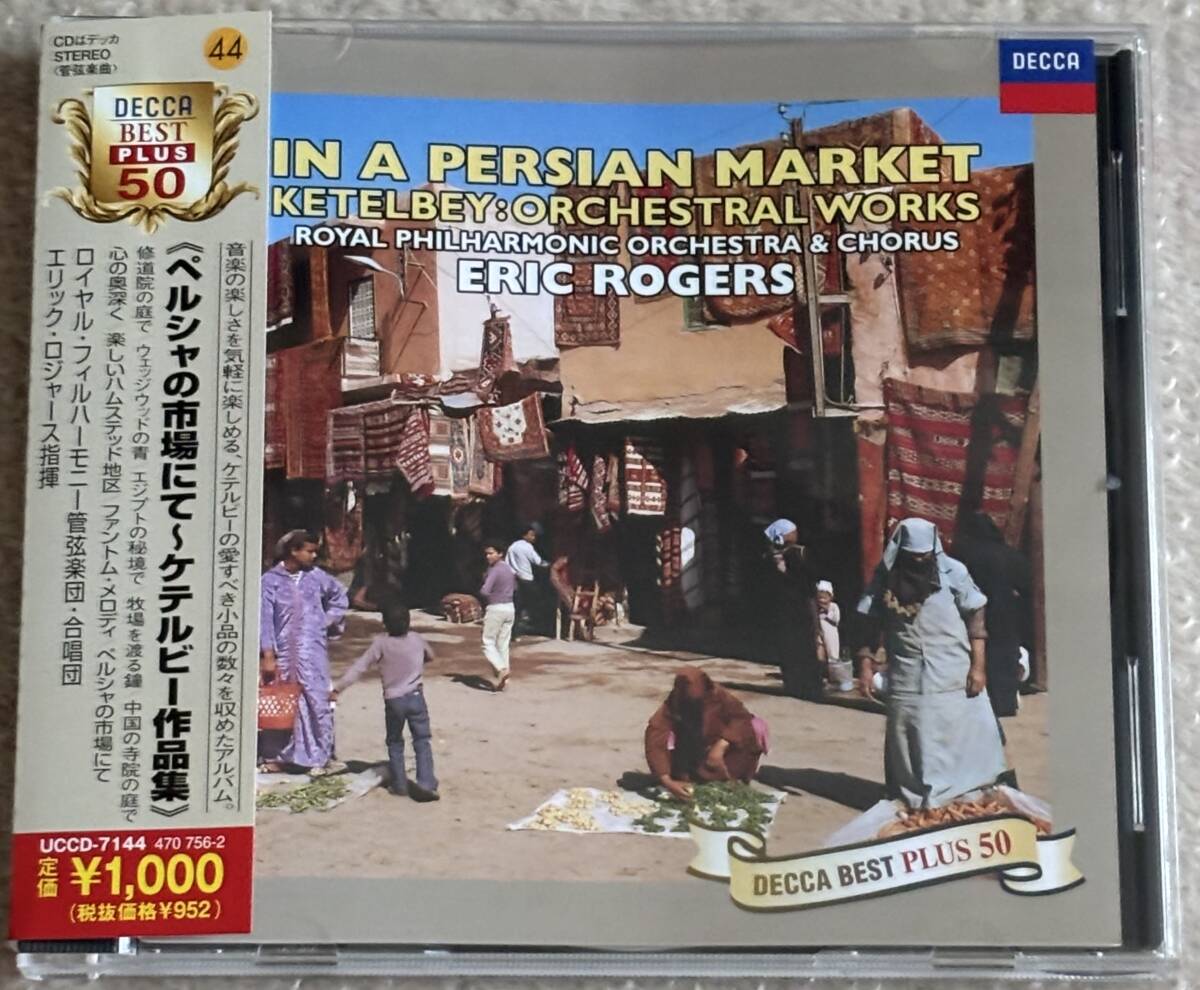 CDはデッカ
STEREO
〈管弦楽曲〉
44
DECCA
BEST
PLUS
50
音楽の楽しさを気軽に楽しめる、ケテルビーの愛すべき小品の数々を収めたアルバム。
《ペルシャの市場にて～ケテルビー作品集》
修道院の庭で ウェッジウッドの青 エジプトの秘境で 牧場を渡る鐘 中国の寺院の庭で
心の奥深く 楽しいハムステッド地区 ファントム・メロディ ペルシャの市場にて
ロイヤル・フィルハーモニー管弦楽団・合唱団
エリック・ロジャース指揮
UCCD-7144 470 756-2
定価 ¥1,000
(税抜価格¥952)
DECCA
IN A PERSIAN MARKET
KETELBEY: ORCHESTRAL WORKS
ROYAL PHILHARMONIC ORCHESTRA & CHORUS
ERIC ROGERS
DECCA BEST PLUS 50